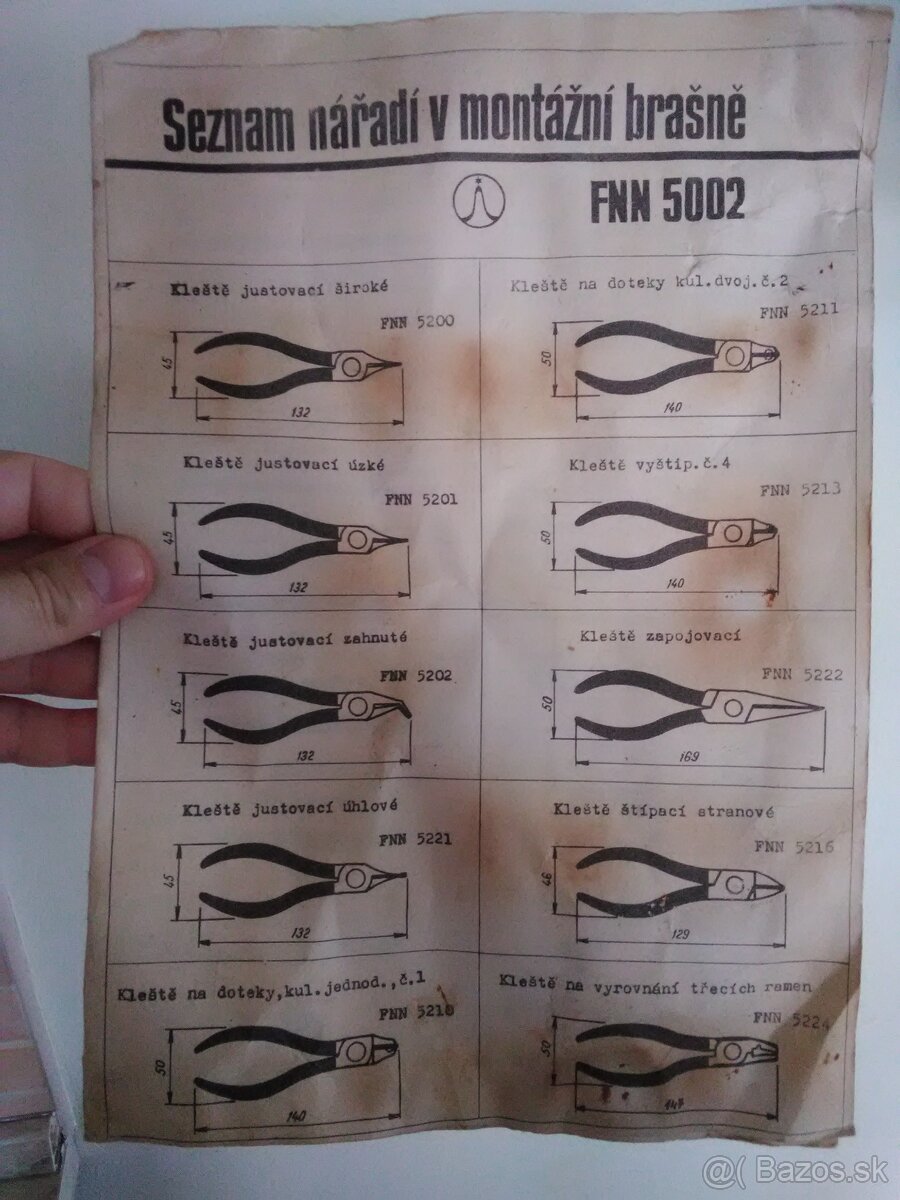 Seznam nářadí v montážní brašně
FNN 5002
Kleště justovací široké
FNN 5200
45
132
Kleště justovací úzké
FNN 5201
45
132
Kleště justovací zahnuté
FNN 5202
45
132
Kleště justovací úhlové
FNN 5221
45
132
Kleště na doteky,kul.jednod.,č.1
FNN 5210
50
140
Kleště na doteky kul.dvoj.č.2
FNN 5211
50
140
Kleště vyštip.č.4
FNN 5213
50
140
Kleště zapojovací
FNN 5222
50
169
Kleště štípací stranové
FNN 5216
46
129
Kleště na vyrovnání třecích ramen
FNN 5224
50
147
@( Bazos.sk